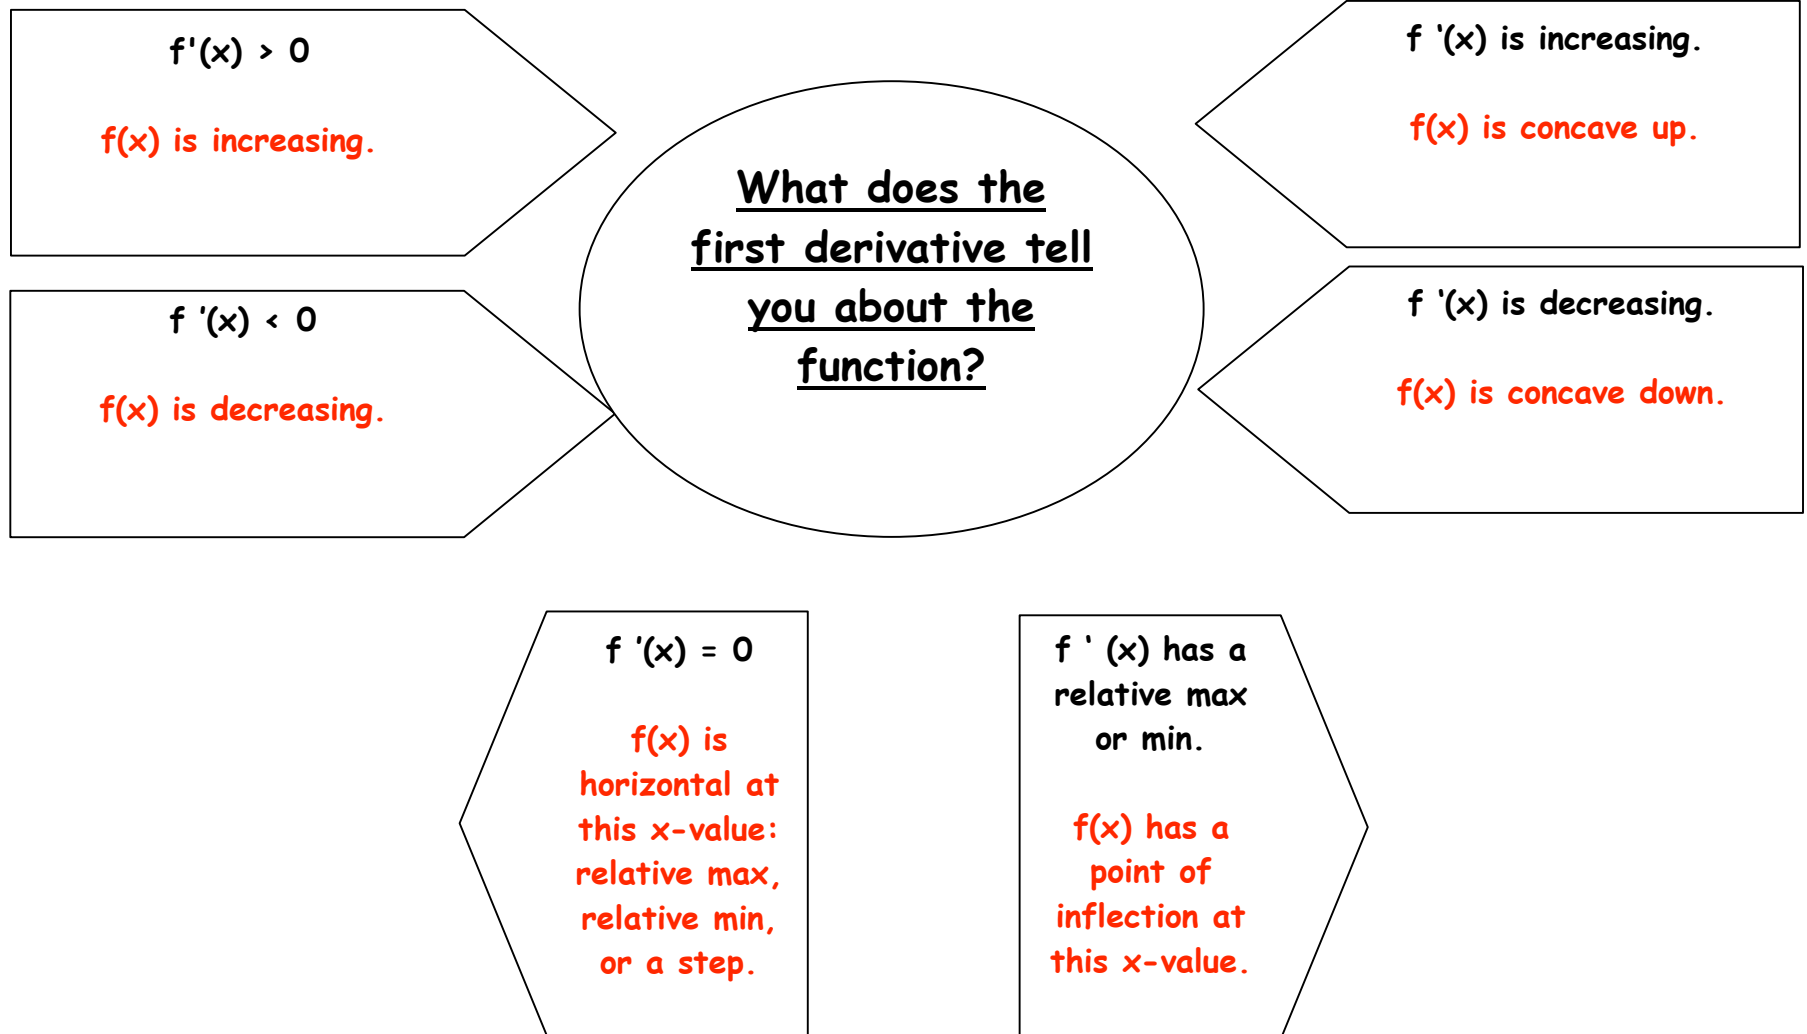 f'(x) > 0
f(x) is increasing.
f '(x) < 0
f(x) is decreasing.
What does the
first derivative tell
you about the
function?
f ‘(x) is increasing.
f(x) is concave up.
f ‘(x) is decreasing.
f(x) is concave down.
f ’(x) = 0
f(x) is
horizontal at
this x-value:
relative max,
relative min,
or a step.
f ‘ (x) has a
relative max
or min.
f(x) has a
point of
inflection at
this x-value.